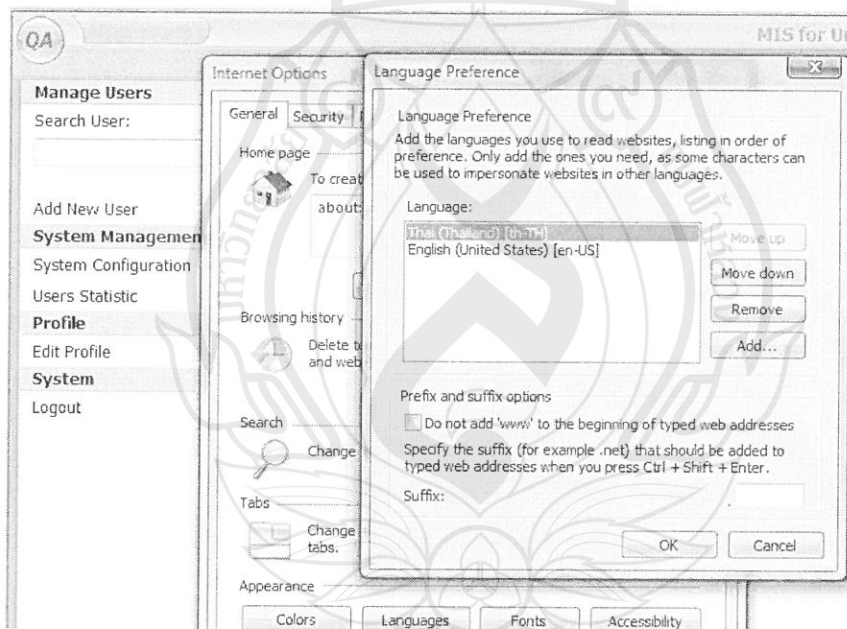 QA
MIS for
Manage Users
Search User:
Add New User
System Managemen
System Configuration
Users Statistic
Profile
Edit Profile
System
Logout
Internet Options
General
Security
Home page
To creat
about:
Browsing history
Delete te
and web
Search
Change
Tabs
Change
tabs.
Appearance
Colors
Languages
Fonts
Accessibility
Language Preference
Language Preference
Add the languages you use to read websites, listing in order of
preference. Only add the ones you need, as some characters can
be used to impersonate websites in other languages.
Language:
Thai (Thailand) [th-TH]
English (United States) [en-US]
Move up
Move down
Remove
Add...
Prefix and suffix options
Do not add 'www' to the beginning of typed web addresses
Specify the suffix (for example .net) that should be added to
typed web addresses when you press Ctrl + Shift + Enter.
Suffix:
.
OK
Cancel